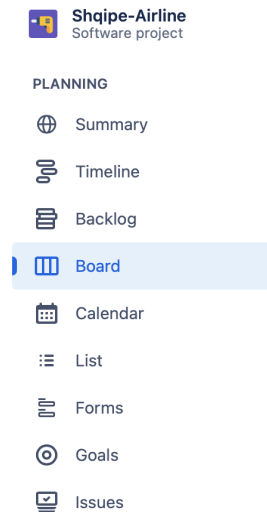 Shqipe-Airline
Software project
PLANNING
Summary
Timeline
Backlog
Board
Calendar
List
Forms
Goals
Issues